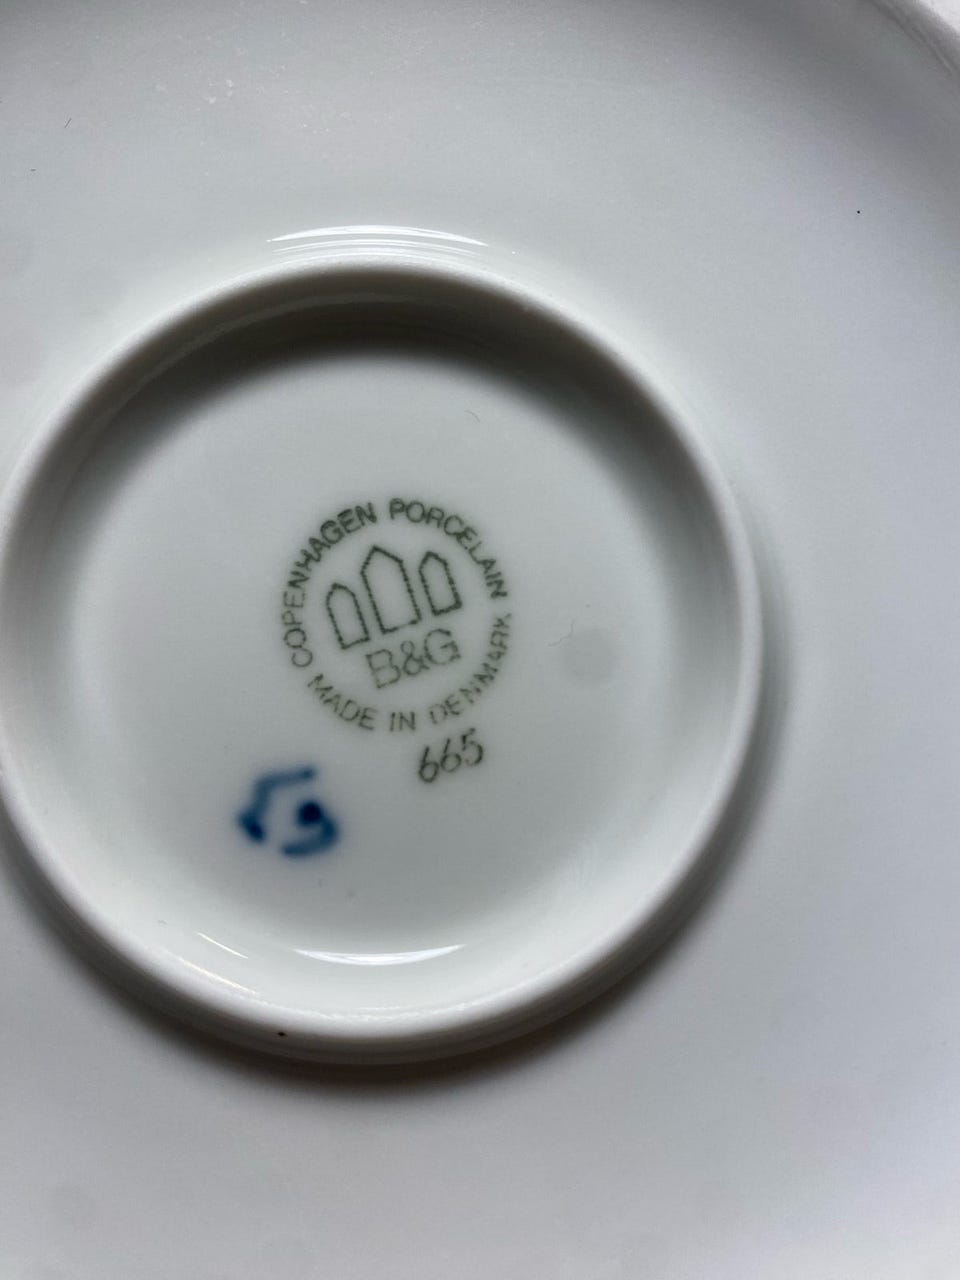 COPENHAGEN PORCELAIN
B&G
MADE IN DENMARK
665